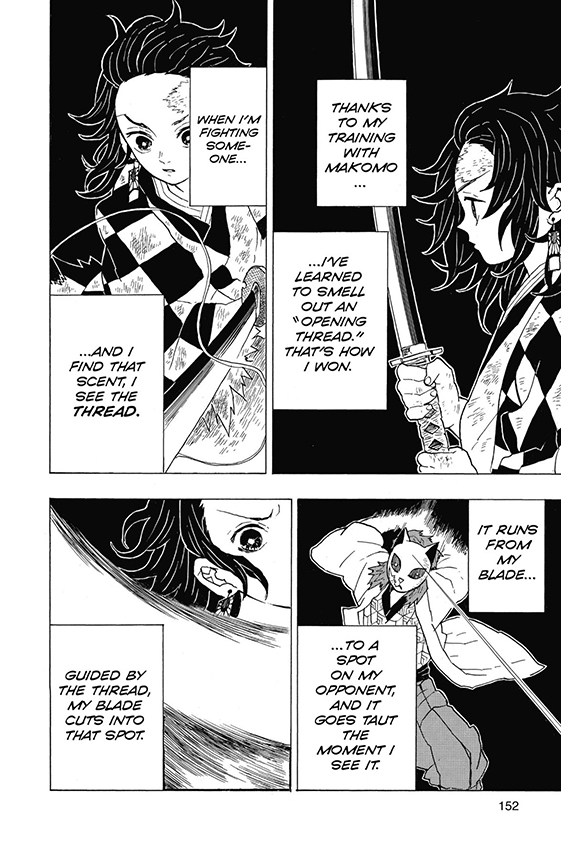 THANKS
TO MY
TRAINING
WITH
MAKOMO
...
...I'VE
LEARNED
TO SMELL
OUT AN
"OPENING
THREAD."
THAT'S HOW
I WON.
WHEN I'M
FIGHTING
SOME-
ONE...
...AND I
FIND THAT
SCENT, I
SEE THE
THREAD.
IT RUNS
FROM
MY
BLADE...
...TO A
SPOT
ON MY
OPPONENT,
AND IT
GOES TAUT
THE
MOMENT I
SEE IT.
GUIDED BY
THE THREAD,
MY BLADE
CUTS INTO
THAT SPOT.
152